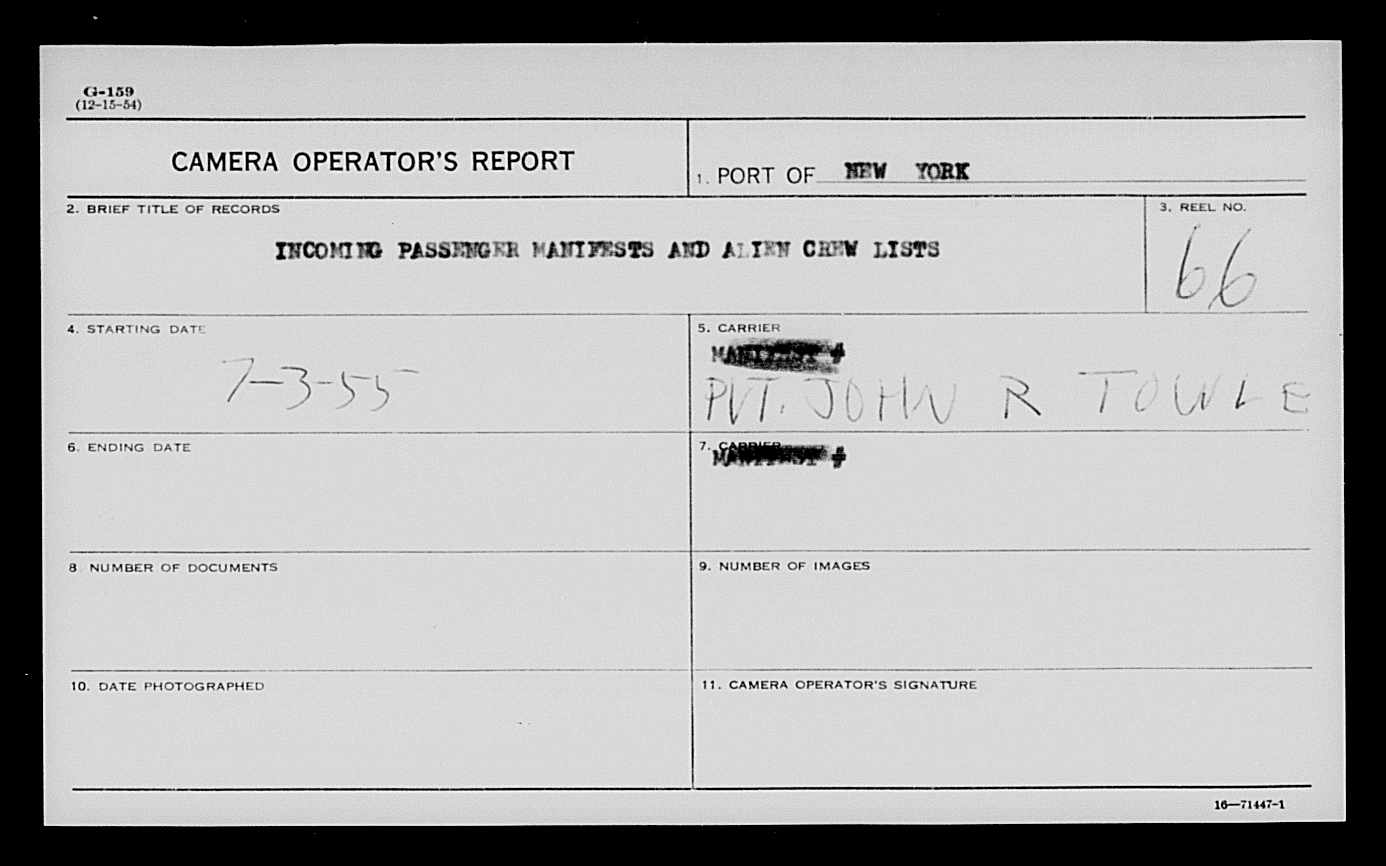 G-159
(12-15-54)
CAMERA OPERATOR'S REPORT
1. PORT OF NEW YORK
2. BRIEF TITLE OF RECORDS
3. REEL NO.
INCOMING PASSENGER MANIFESTS AND ALIEN CREW LISTS
66
4. STARTING DATE
5. CARRIER
MANIFEST #
7-3-55
PVT. JOHN R TOWLE
6. ENDING DATE
7. CARRIER
MANIFEST #
8 NUMBER OF DOCUMENTS
9. NUMBER OF IMAGES
10. DATE PHOTOGRAPHED
11. CAMERA OPERATOR'S SIGNATURE
16—71447-1